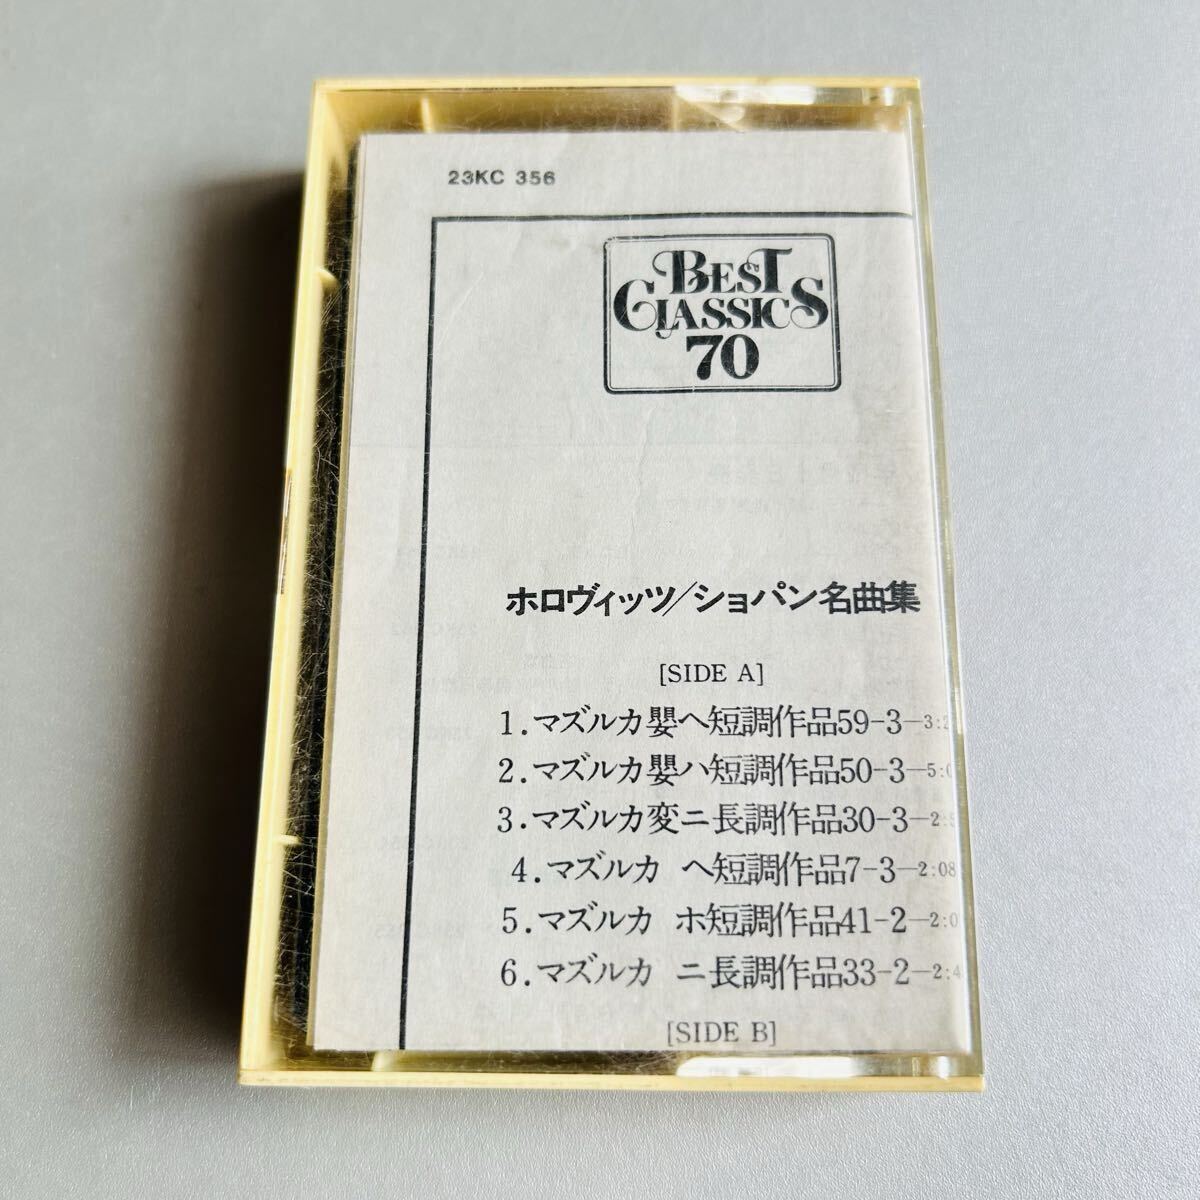 23KC 356
BEST
CLASSICS
70
ホロヴィッツ/ショパン名曲集
[SIDE A]
1.マズルカ嬰ヘ短調作品59-3—
2.マズルカ嬰ハ短調作品50-3—
3.マズルカ変ニ長調作品30-3—
4.マズルカ ヘ短調作品7-3—2:08
5.マズルカ ホ短調作品41-2—
6.マズルカ ニ長調作品33-2—
[SIDE B]